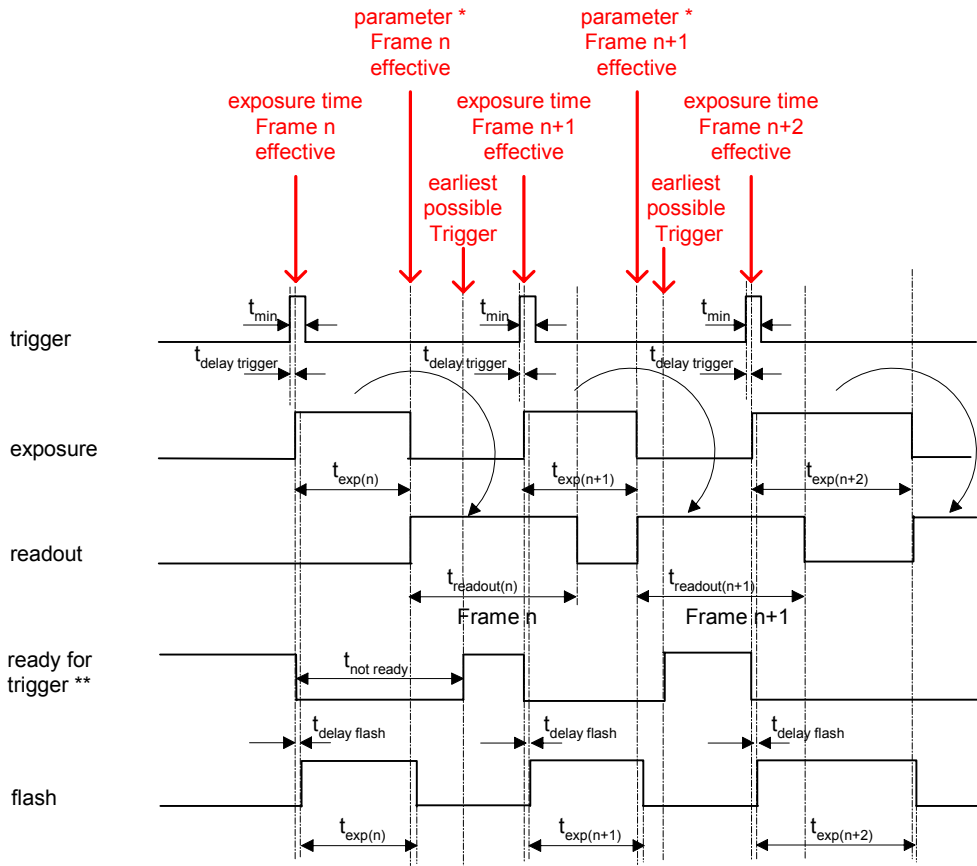 parameter *
Frame n
effective
parameter *
Frame n+1
effective
exposure time
Frame n
effective
exposure time
Frame n+1
effective
exposure time
Frame n+2
effective
earliest
possible
Trigger
earliest
possible
Trigger
trigger
tmin
tmin
tmin
tdelay trigger
tdelay trigger
tdelay trigger
exposure
texp(n)
texp(n+1)
texp(n+2)
readout
treadout(n)
treadout(n+1)
Frame n
Frame n+1
ready for
trigger **
tnot ready
tdelay flash
tdelay flash
tdelay flash
flash
texp(n)
texp(n+1)
texp(n+2)